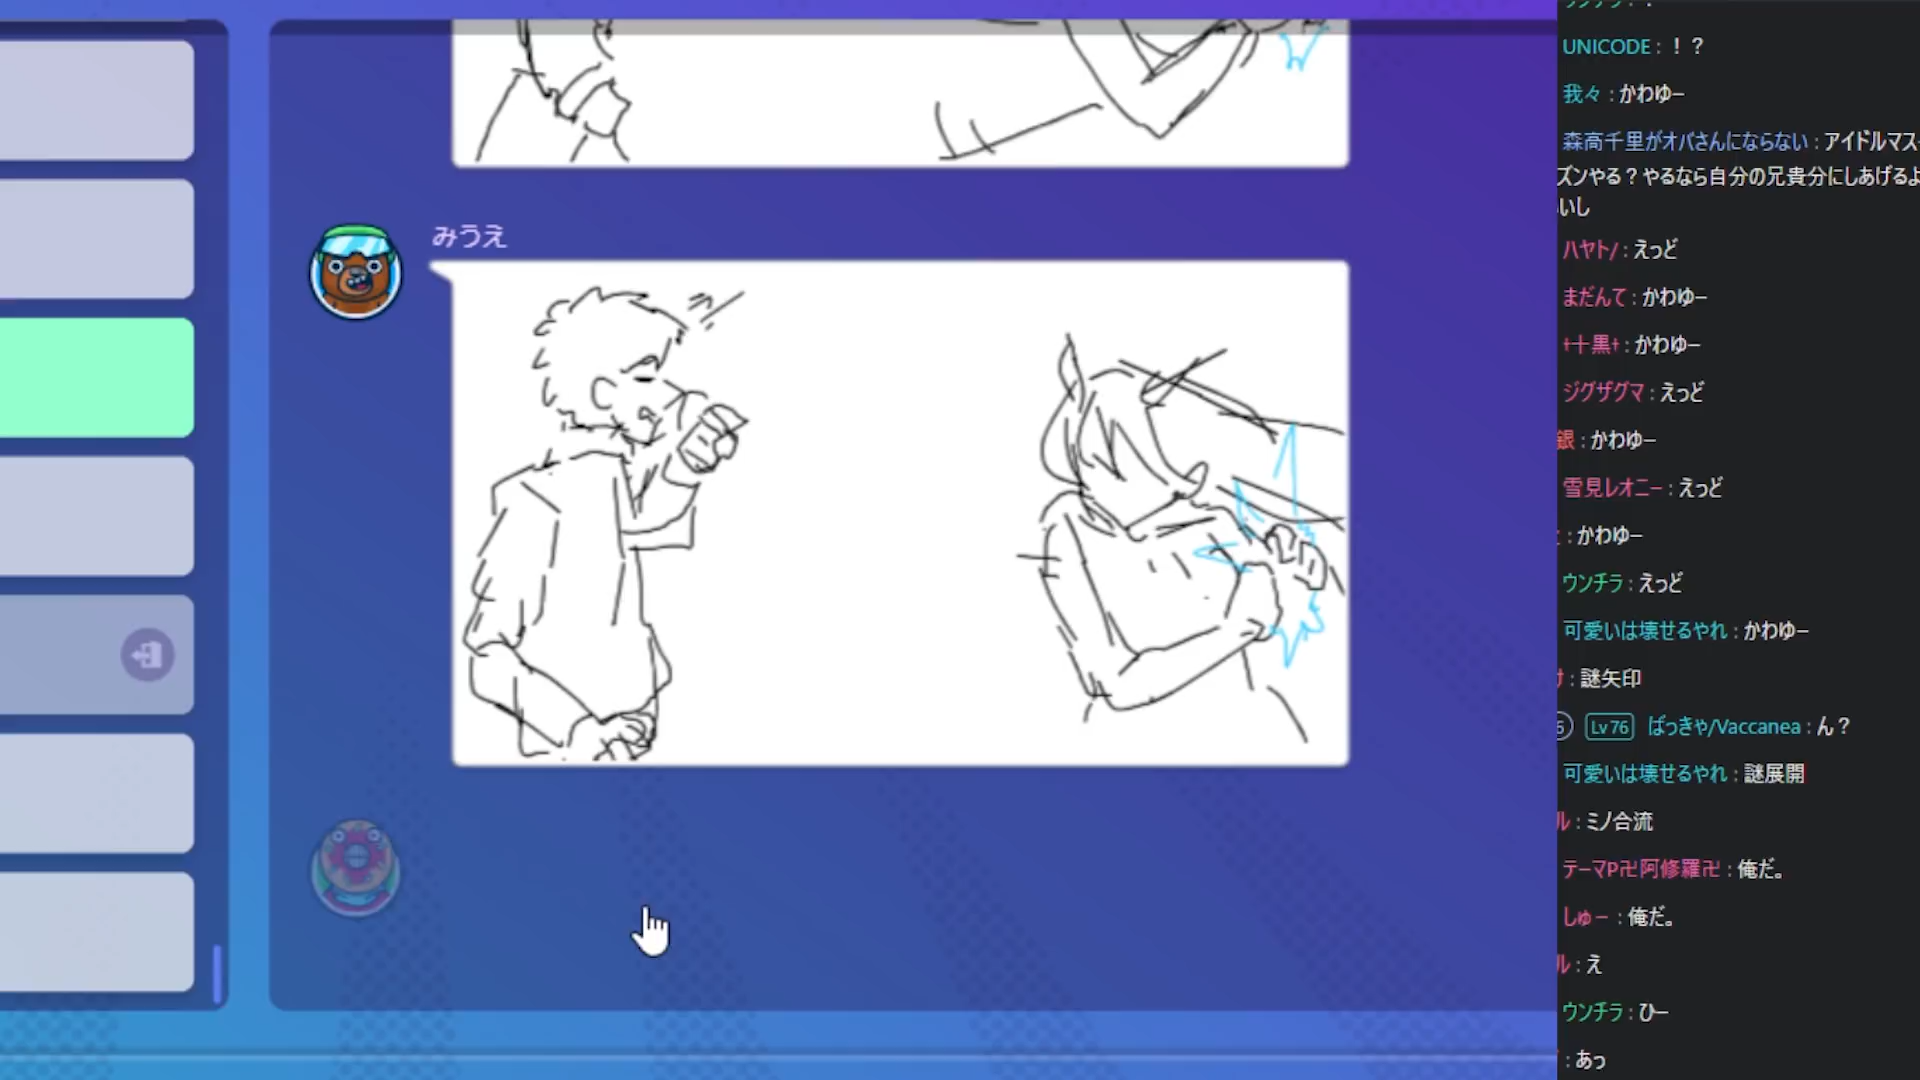 みうえ
UNICODE : ！？
我々 : かわゆー
森高千里がオバさんにならない : アイドルマス
ズンやる？やるなら自分の兄貴分にしあげるよ
いし
ハヤト/ : えっど
まだんて : かわゆー
ジグザグマ : えっど
銀 : かわゆー
雪見レオニー : えっど
: かわゆー
ウンチラ : えっど
可愛いは壊せるやれ : かわゆー
: 謎矢印
Lv 76 ばっきゃ/Vaccanea : ん？
可愛いは壊せるやれ : 謎展開
ル : ミノ合流
テーマP卍阿修羅卍 : 俺だ。
しゅー : 俺だ。
ル : え
ウンチラ : ひー
: あっ